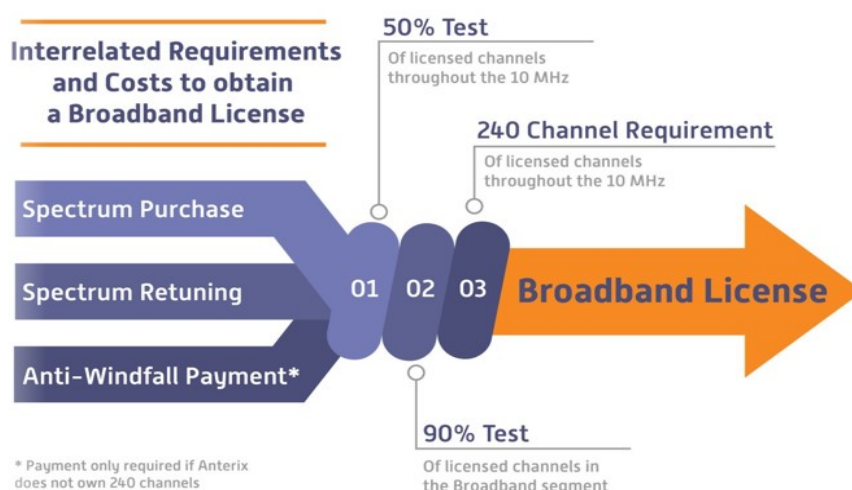 Interrelated Requirements
and Costs to obtain
a Broadband License
50% Test
Of licensed channels
throughout the 10 MHz
240 Channel Requirement
Of licensed channels
throughout the 10 MHz
Spectrum Purchase
Spectrum Retuning
Anti-Windfall Payment*
01
02
03
Broadband License
90% Test
Of licensed channels in
the Broadband segment
* Payment only required if Anterix
does not own 240 channels